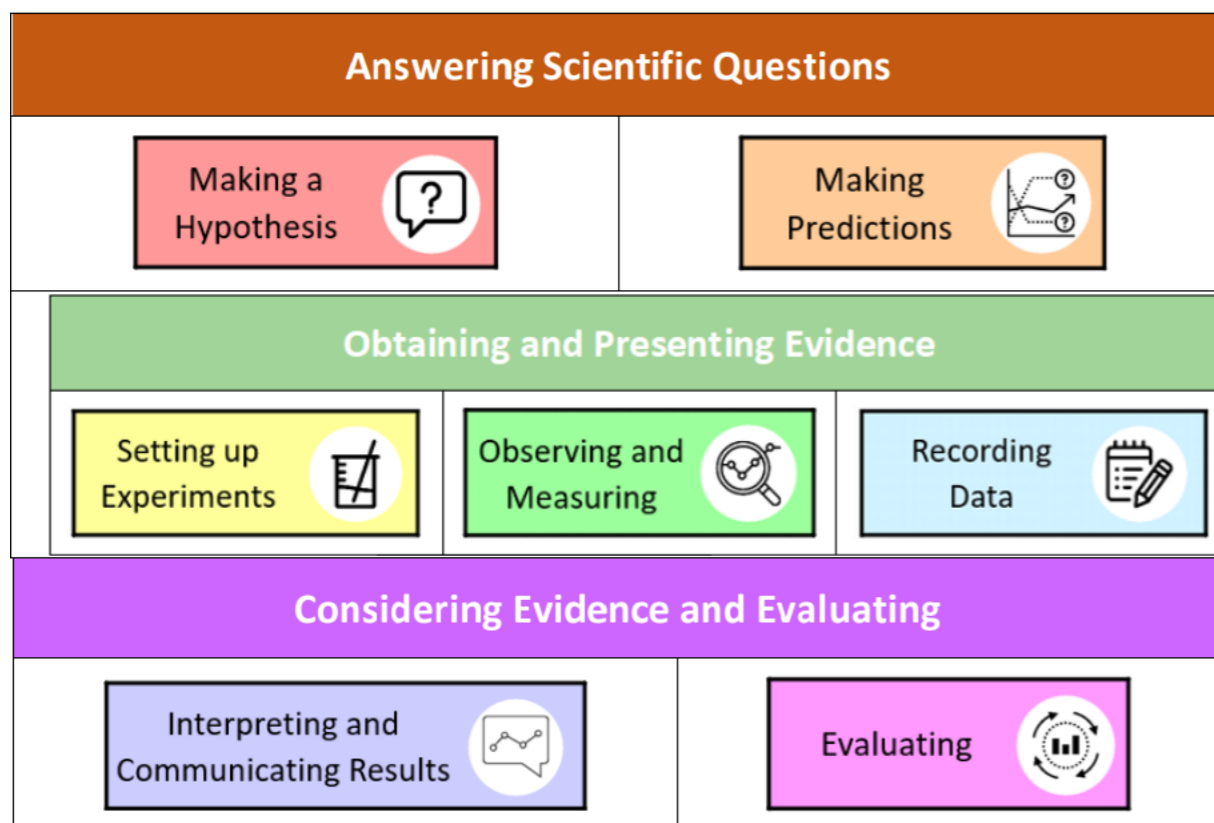 Answering Scientific Questions
Making a
Hypothesis
?
Making
Predictions
?
?
Obtaining and Presenting Evidence
Setting up
Experiments
Observing and
Measuring
Recording
Data
Considering Evidence and Evaluating
Interpreting and
Communicating Results
Evaluating